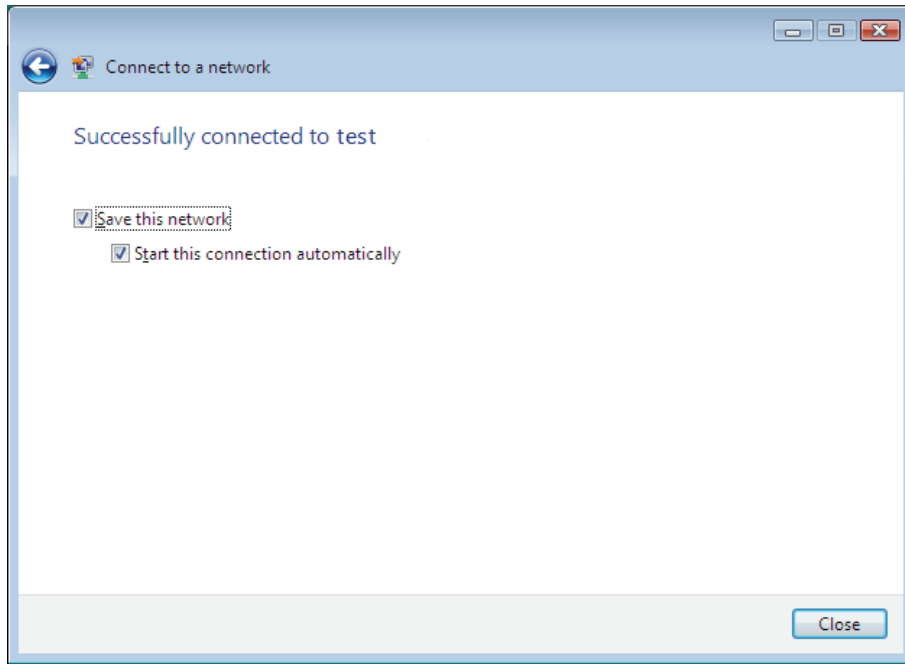 Connect to a network
Successfully connected to test
Save this network
Start this connection automatically
Close